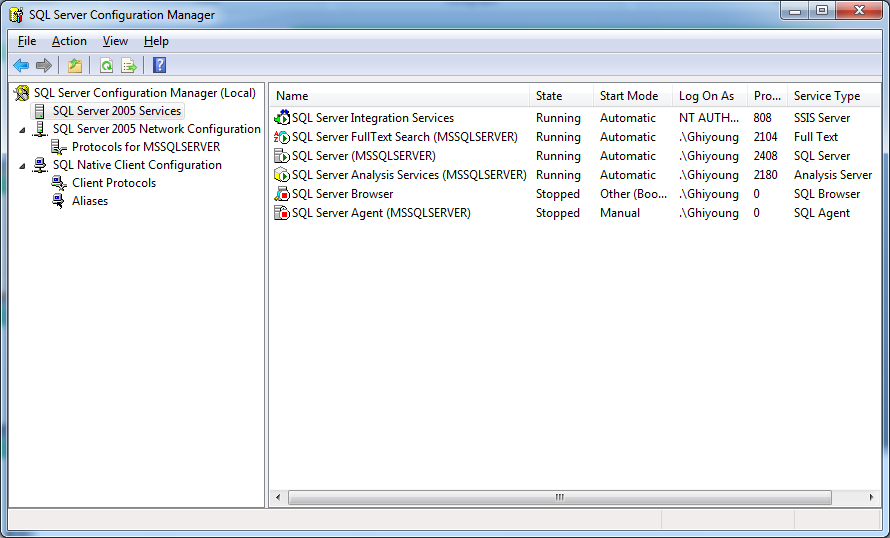 SQL Server Configuration Manager
File Action View Help
SQL Server Configuration Manager (Local)
SQL Server 2005 Services
SQL Server 2005 Network Configuration
Protocols for MSSQLSERVER
SQL Native Client Configuration
Client Protocols
Aliases
Name State Start Mode Log On As Pro... Service Type
SQL Server Integration Services Running Automatic NT AUTH... 808 SSIS Server
SQL Server FullText Search (MSSQLSERVER) Running Automatic .\Ghiyoung 2104 Full Text
SQL Server (MSSQLSERVER) Running Automatic .\Ghiyoung 2408 SQL Server
SQL Server Analysis Services (MSSQLSERVER) Running Automatic .\Ghiyoung 2180 Analysis Server
SQL Server Browser Stopped Other (Boo... .\Ghiyoung 0 SQL Browser
SQL Server Agent (MSSQLSERVER) Stopped Manual .\Ghiyoung 0 SQL Agent